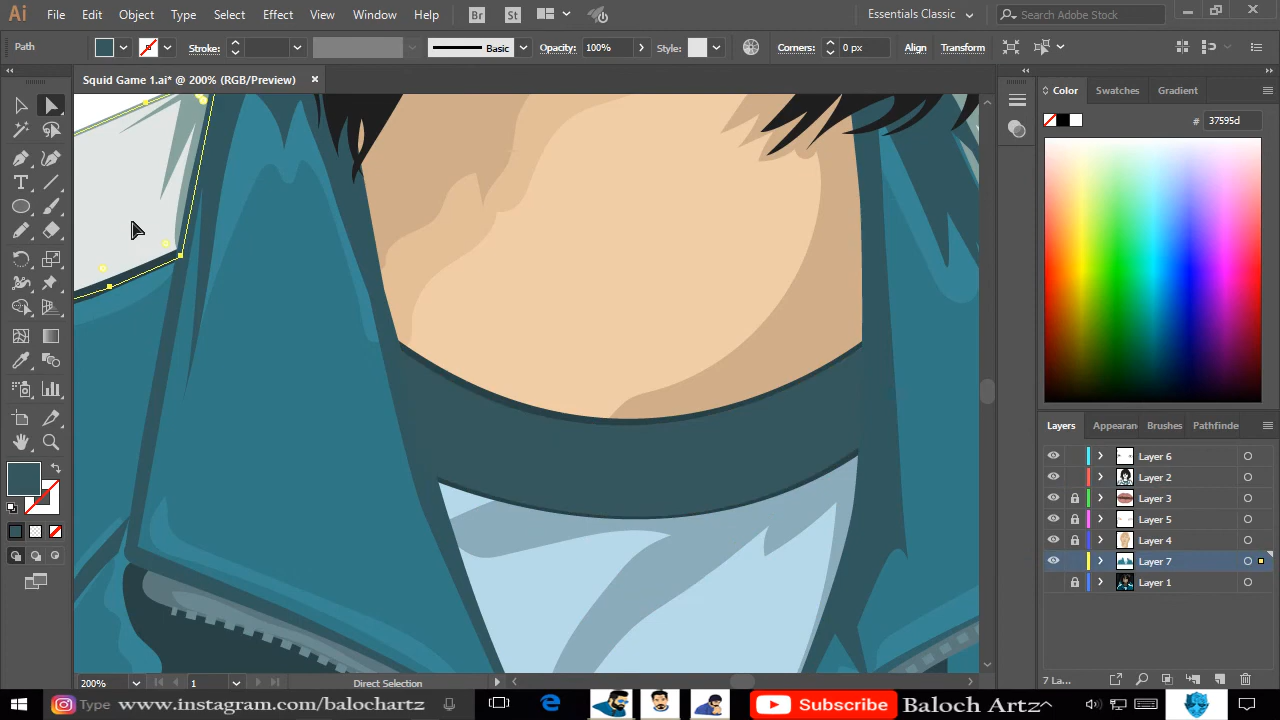 Ai File Edit Object Type Select Effect View Window Help Br St Essentials Classic Search Adobe Stock
Path Stroke: Basic Opacity: 100% Style: Corners: 0 px Align Transform
Squid Game 1.ai* @ 200% (RGB/Preview)
Color Swatches Gradient
# 37595d
Layers Appearan Brushes Pathfinde
Layer 6
Layer 2
Layer 3
Layer 5
Layer 4
Layer 7
Layer 1
200% 1 Direct Selection 7 La...
Type www.instagram.com/balochartz Subscribe Baloch Artz